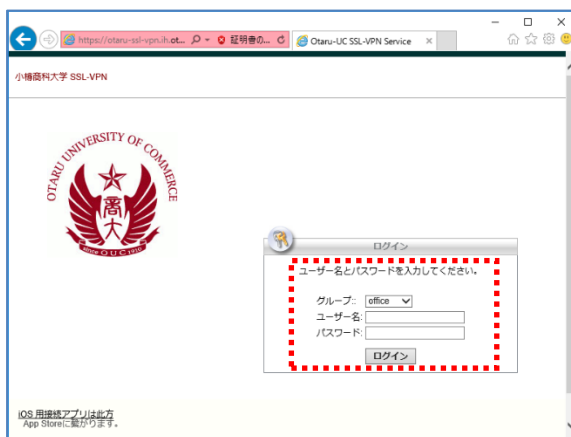 https://otaru-ssl-vpn.ih.ot...
証明書の...
Otaru-UC SSL-VPN Service
小樽商科大学 SSL-VPN
OTARU UNIVERSITY OF COMMERCE
商大
Since O U C 1910
ログイン
ユーザー名とパスワードを入力してください。
グループ:: office
ユーザー名:
パスワード:
ログイン
iOS 用接続アプリは此方
App Storeに繋がります。